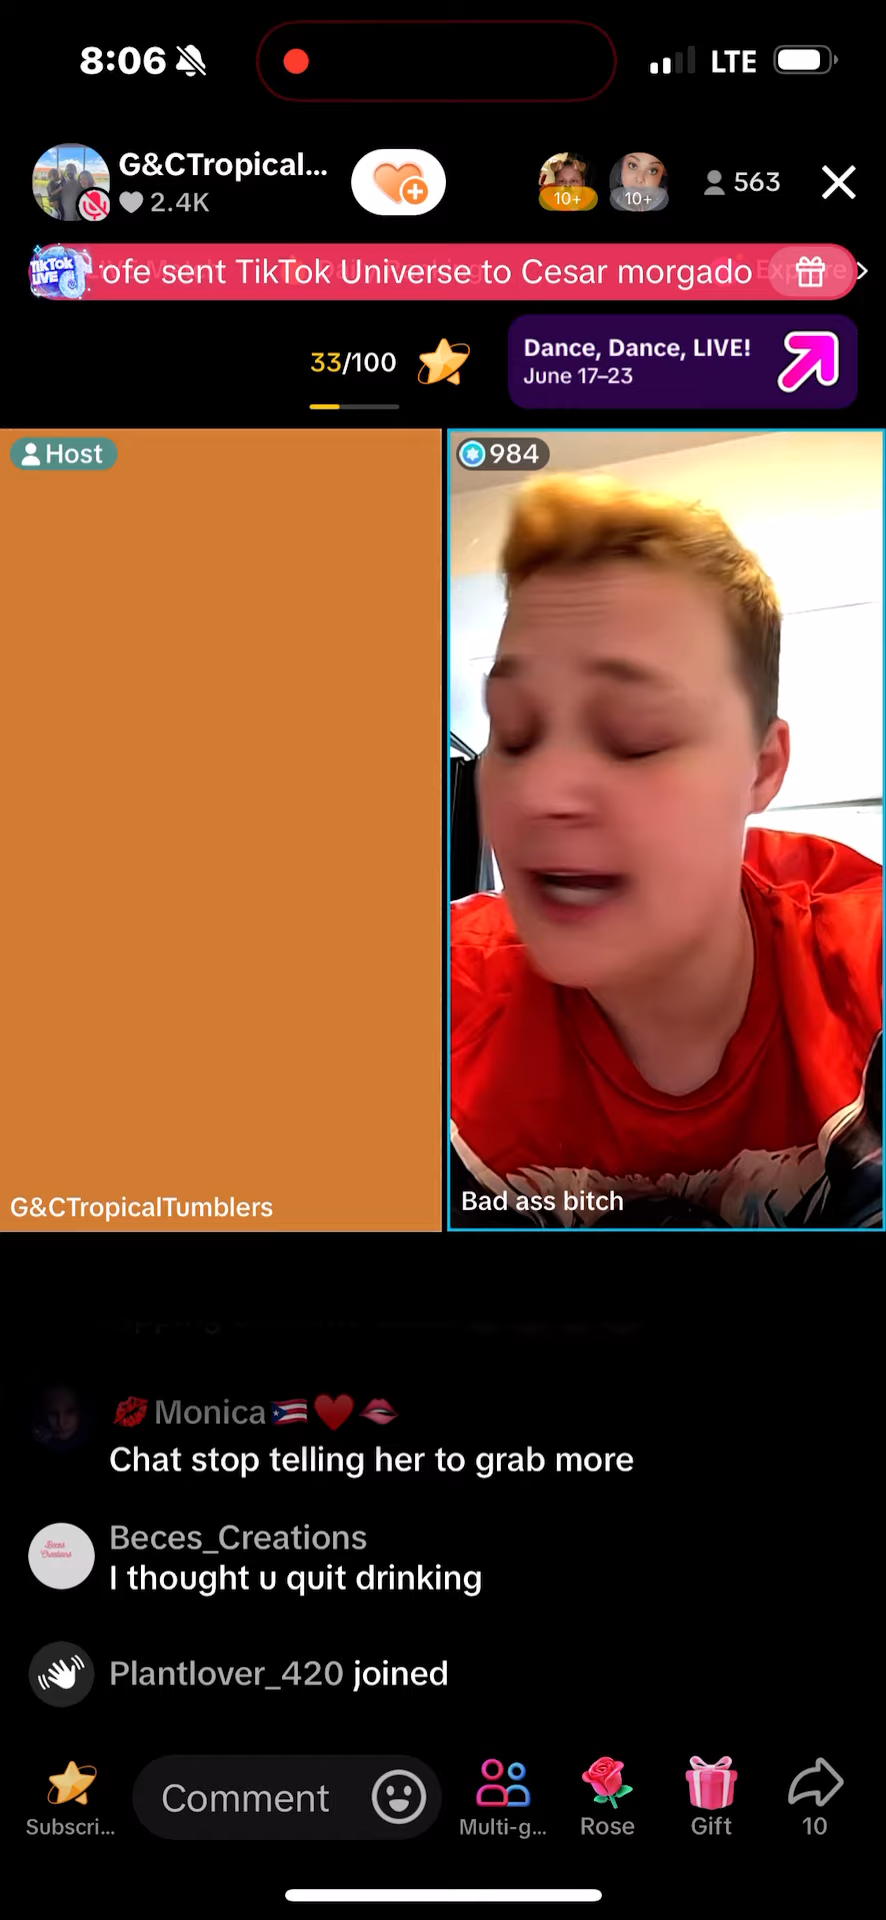 8:06
LTE
G&CTropical...
2.4K
10+
10+
563
TikTok
LIVE
ofe sent TikTok Universe to Cesar morgado
33/100
Dance, Dance, LIVE!
June 17–23
Host
984
G&CTropicalTumblers
Bad ass bitch
💋Monica🇵🇷❤️👄
Chat stop telling her to grab more
Beces
Creations
Beces_Creations
I thought u quit drinking
Plantlover_420 joined
Comment
Subscri...
Multi-g...
Rose
Gift
10